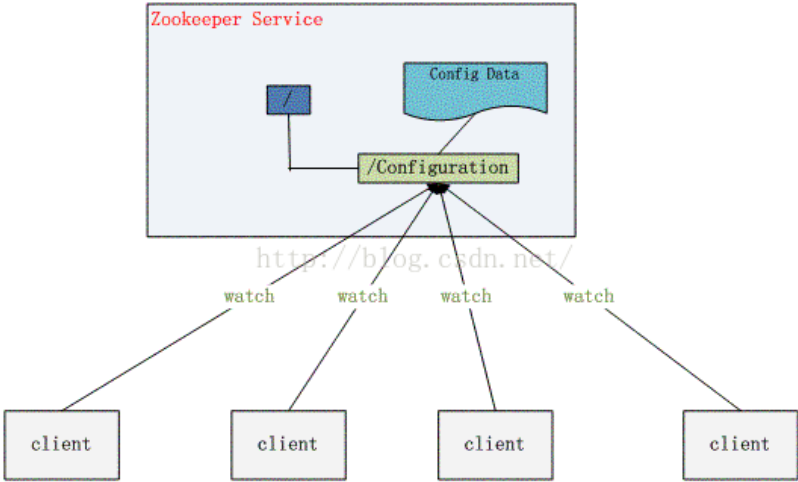 Zookeeper Service
Config Data
/
/Configuration
http://blog.csdn.net/
watch
watch
watch
watch
client
client
client
client